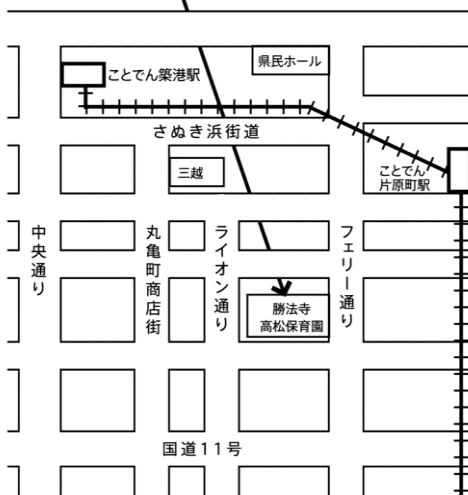 県民ホール
ことでん築港駅
さぬき浜街道
三越
ことでん
片原町駅
中央通り
丸亀町商店街
ライオン通り
フェリー通り
勝法寺
高松保育園
国道11号